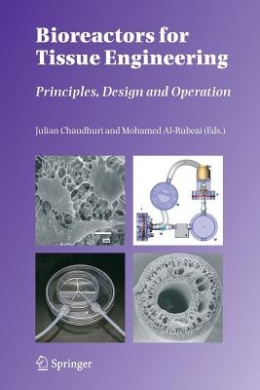 Bioreactors for
Tissue Engineering
Principles, Design and Operation
Julian Chaudhuri and Mohamed Al-Rubeai (Eds.)
Springer